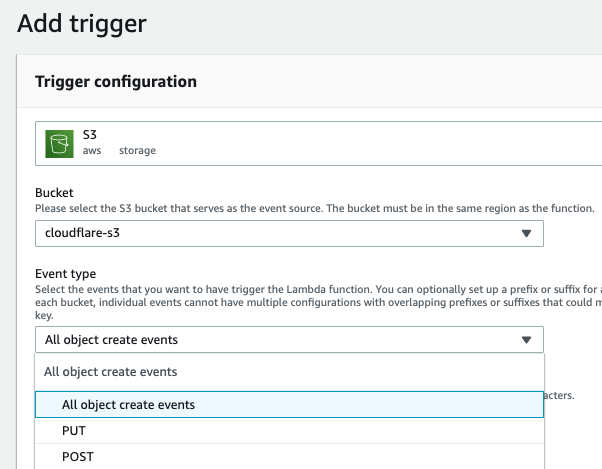 Add trigger
Trigger configuration
S3
aws storage
Bucket
Please select the S3 bucket that serves as the event source. The bucket must be in the same region as the function.
cloudflare-s3
Event type
Select the events that you want to have trigger the Lambda function. You can optionally set up a prefix or suffix for
each bucket, individual events cannot have multiple configurations with overlapping prefixes or suffixes that could
key.
All object create events
All object create events
All object create events
PUT
POST